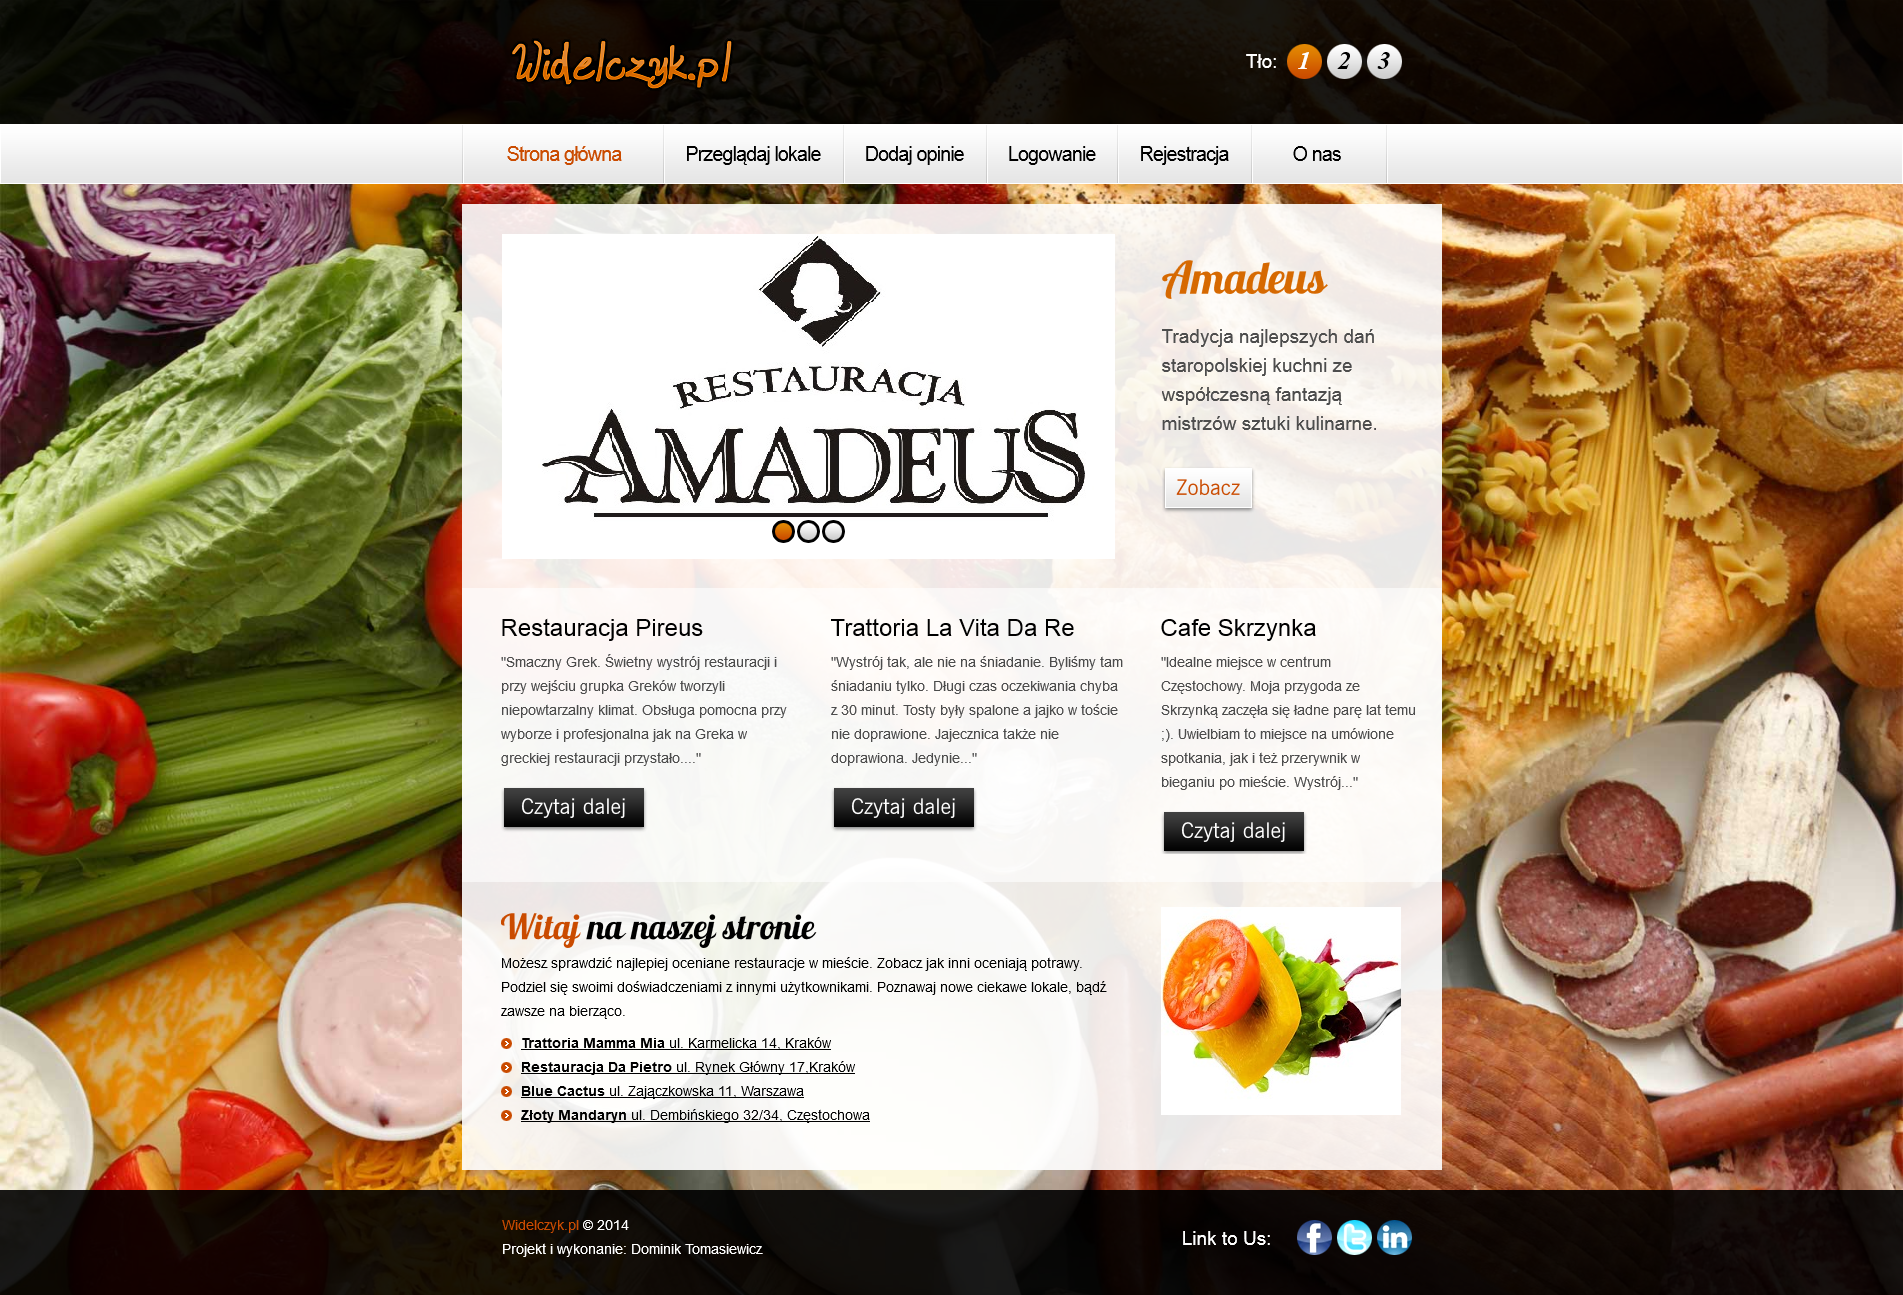 Widelczyk.pl
Tło: 1 2 3
Strona główna Przeglądaj lokale Dodaj opinie Logowanie Rejestracja O nas
RESTAURACJA
AMADEUS
Amadeus
Tradycja najlepszych dań
staropolskiej kuchni ze
współczesną fantazją
mistrzów sztuki kulinarne.
Zobacz
Restauracja Pireus
"Smaczny Grek. Świetny wystrój restauracji i
przy wejściu grupka Greków tworzyli
niepowtarzalny klimat. Obsługa pomocna przy
wyborze i profesjonalna jak na Greka w
greckiej restauracji przystało...."
Czytaj dalej
Trattoria La Vita Da Re
"Wystrój tak, ale nie na śniadanie. Byliśmy tam
śniadaniu tylko. Długi czas oczekiwania chyba
z 30 minut. Tosty były spalone a jajko w toście
nie doprawione. Jajecznica także nie
doprawiona. Jedynie..."
Czytaj dalej
Cafe Skrzynka
"Idealne miejsce w centrum
Częstochowy. Moja przygoda ze
Skrzynką zaczęła się ładne parę lat temu
;). Uwielbiam to miejsce na umówione
spotkania, jak i też przerywnik w
bieganiu po mieście. Wystrój..."
Czytaj dalej
Witaj na naszej stronie
Możesz sprawdzić najlepiej oceniane restauracje w mieście. Zobacz jak inni oceniają potrawy.
Podziel się swoimi doświadczeniami z innymi użytkownikami. Poznawaj nowe ciekawe lokale, bądź
zawsze na bierząco.
Trattoria Mamma Mia ul. Karmelicka 14, Kraków
Restauracja Da Pietro ul. Rynek Główny 17,Kraków
Blue Cactus ul. Zajączkowska 11, Warszawa
Złoty Mandaryn ul. Dembińskiego 32/34, Częstochowa
Widelczyk.pl © 2014
Projekt i wykonanie: Dominik Tomasiewicz
Link to Us: f t in